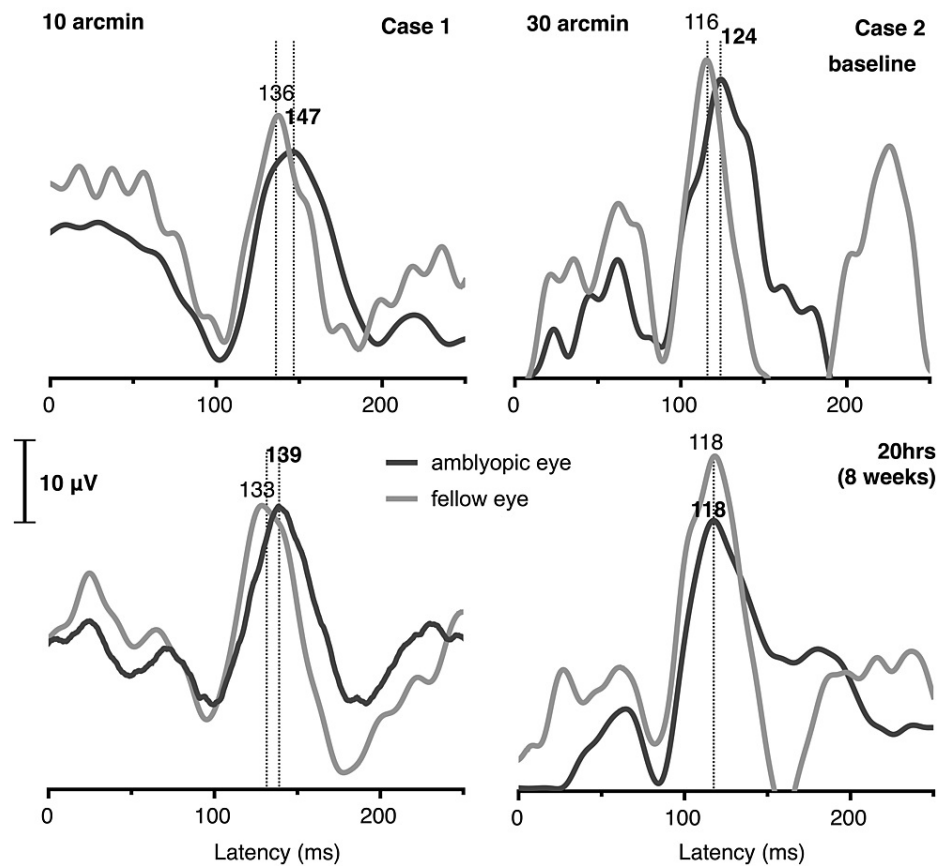 10 arcmin
Case 1
136
147
0
100
200
30 arcmin
Case 2
baseline
116
124
0
100
200
10 µV
139
133
0
100
200
Latency (ms)
amblyopic eye
fellow eye
20hrs
(8 weeks)
118
118
0
100
200
Latency (ms)